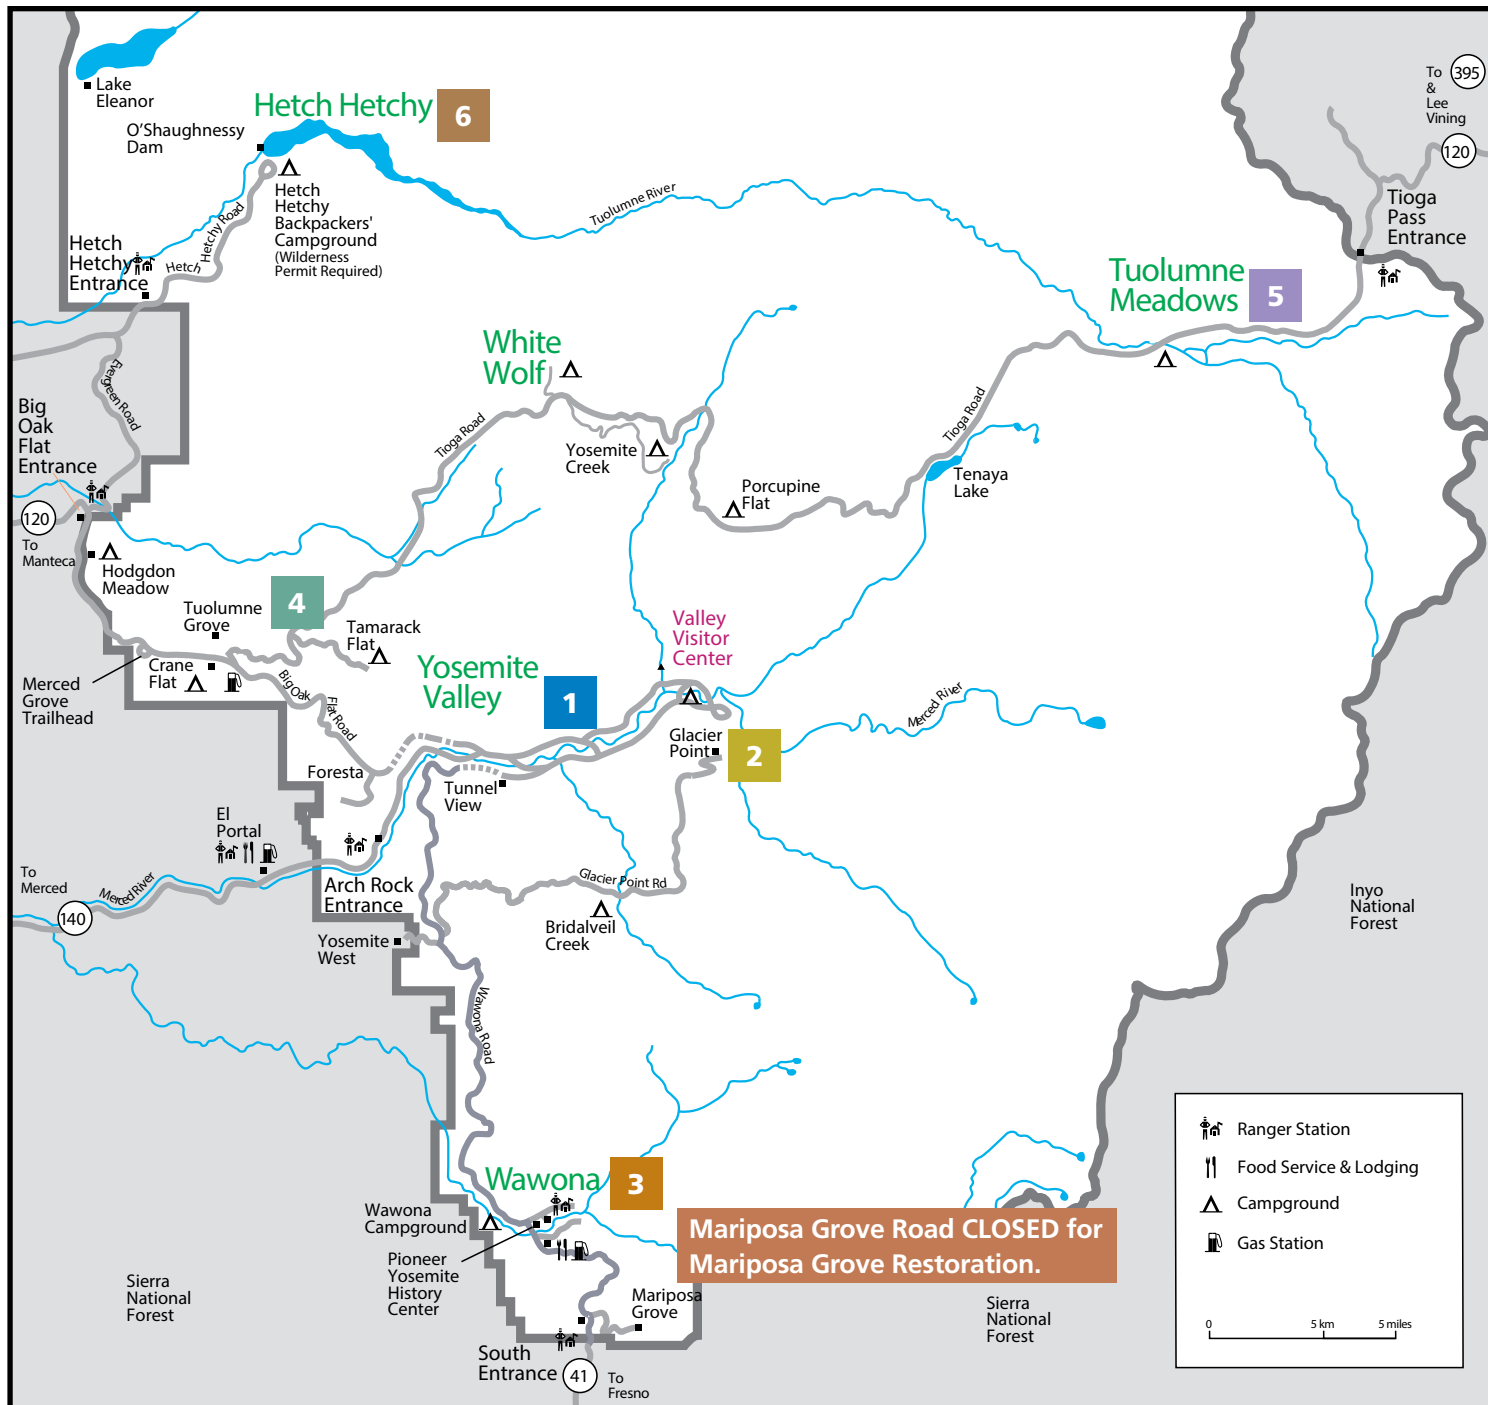 Lake
Eleanor
O'Shaughnessy
Dam
Hetch Hetchy
6
Hetch
Hetchy
Backpackers'
Campground
(Wilderness
Permit Required)
Hetch
Hetchy
Entrance
Hetch
Hetchy Road
Tuolumne River
To
&
Lee
Vining
395
120
Tioga
Pass
Entrance
Tuolumne
Meadows
5
White
Wolf
Evergreen Road
Big
Oak
Flat
Entrance
120
To
Manteca
Hodgdon
Meadow
Tioga Road
Yosemite
Creek
Porcupine
Flat
Tioga Road
Tenaya
Lake
4
Tuolumne
Grove
Tamarack
Flat
Crane
Flat
Merced
Grove
Trailhead
Big Oak
Flat Road
Yosemite
Valley
1
Valley
Visitor
Center
Merced River
Glacier
Point
2
Foresta
Tunnel
View
El
Portal
To
Merced
Merced River
140
Arch Rock
Entrance
Glacier Point Rd
Bridalveil
Creek
Yosemite
West
Inyo
National
Forest
Wawona Road
Wawona
3
Wawona
Campground
Pioneer
Yosemite
History
Center
Mariposa Grove Road CLOSED for
Mariposa Grove Restoration.
Mariposa
Grove
South
Entrance
41
To
Fresno
Sierra
National
Forest
Sierra
National
Forest
Ranger Station
Food Service & Lodging
Campground
Gas Station
0
5 km
5 miles